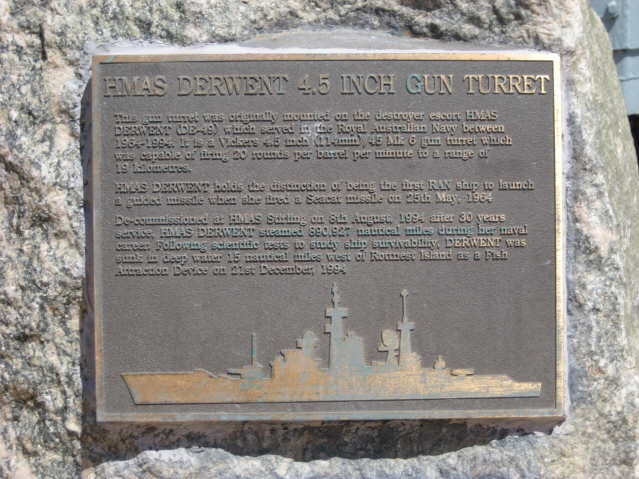 HMAS DERWENT 4.5 INCH GUN TURRET
This gun turret was originally mounted on the destroyer escort HMAS
DERWENT (DE-49) which served in the Royal Australian Navy between
1964-1994. It is a Vickers 4.5 inch (114mm), 45 Mk 6 gun turret which
was capable of firing 20 rounds per barrel per minute to a range of
19 kilometres.
HMAS DERWENT holds the distinction of being the first RAN ship to launch
a guided missile when she fired a Seacat missile on 25th May, 1964
De-commissioned at HMAS Stirling on 8th August, 1994 after 30 years
service, HMAS DERWENT steamed 890,927 nautical miles during her naval
career. Following scientific tests to study ship survivability, DERWENT was
sunk in deep water 15 nautical miles west of Rottnest Island as a Fish
Attraction Device on 21st December, 1994